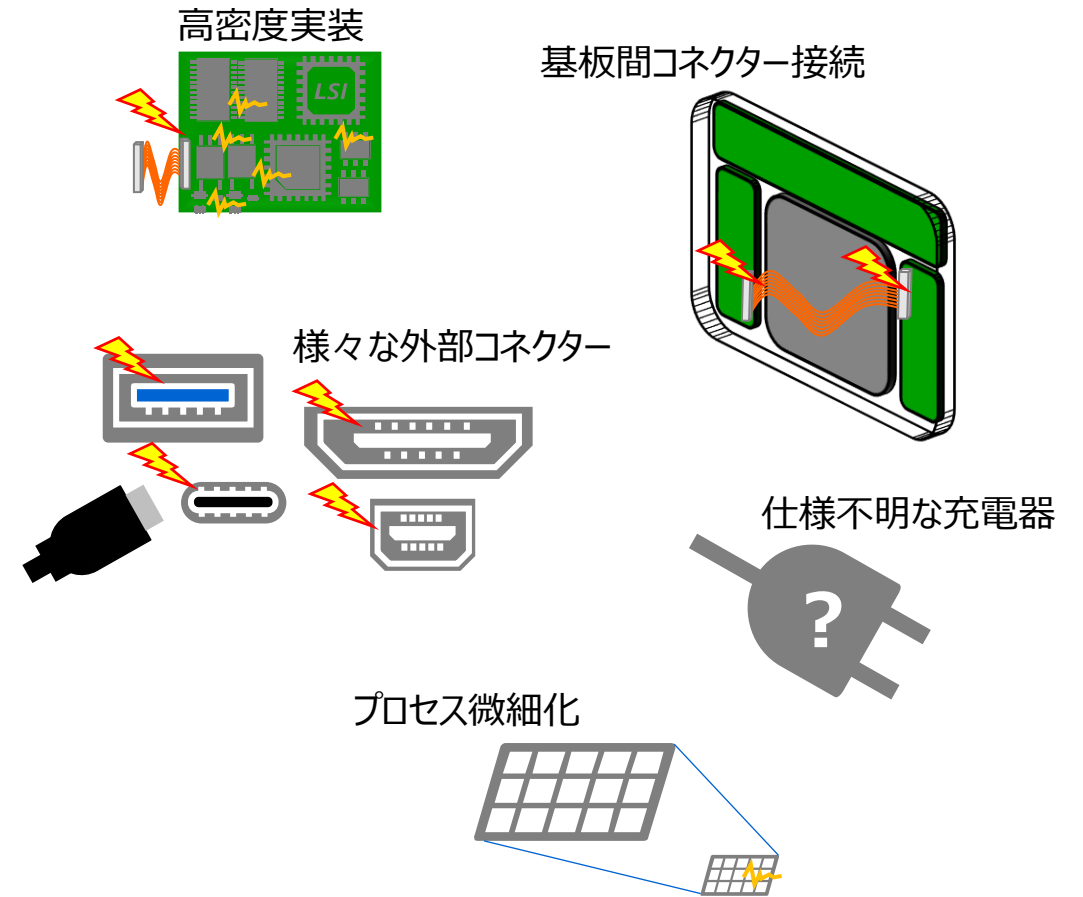 高密度実装
LSI
基板間コネクター接続
様々な外部コネクター
仕様不明な充電器
?
プロセス微細化